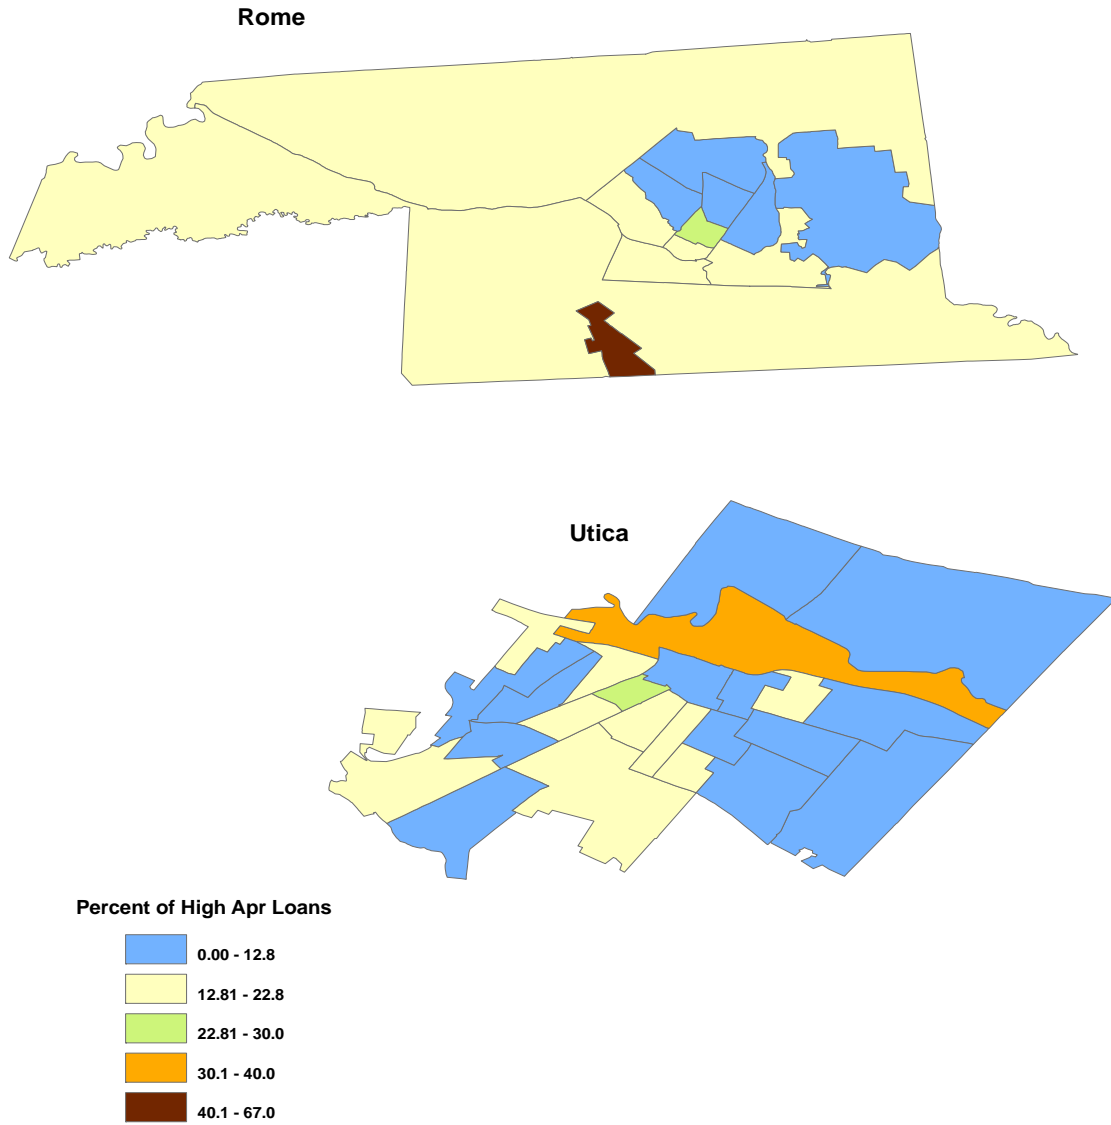 Rome
Utica
Percent of High Apr Loans
0.00 - 12.8
12.81 - 22.8
22.81 - 30.0
30.1 - 40.0
40.1 - 67.0